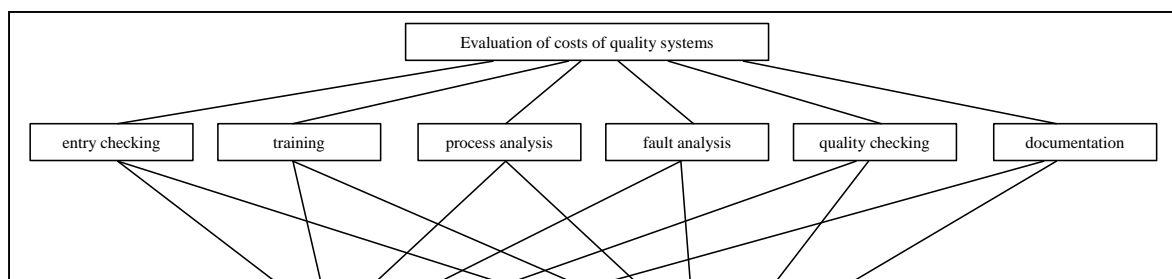 Evaluation of costs of quality systems
entry checking
training
process analysis
fault analysis
quality checking
documentation